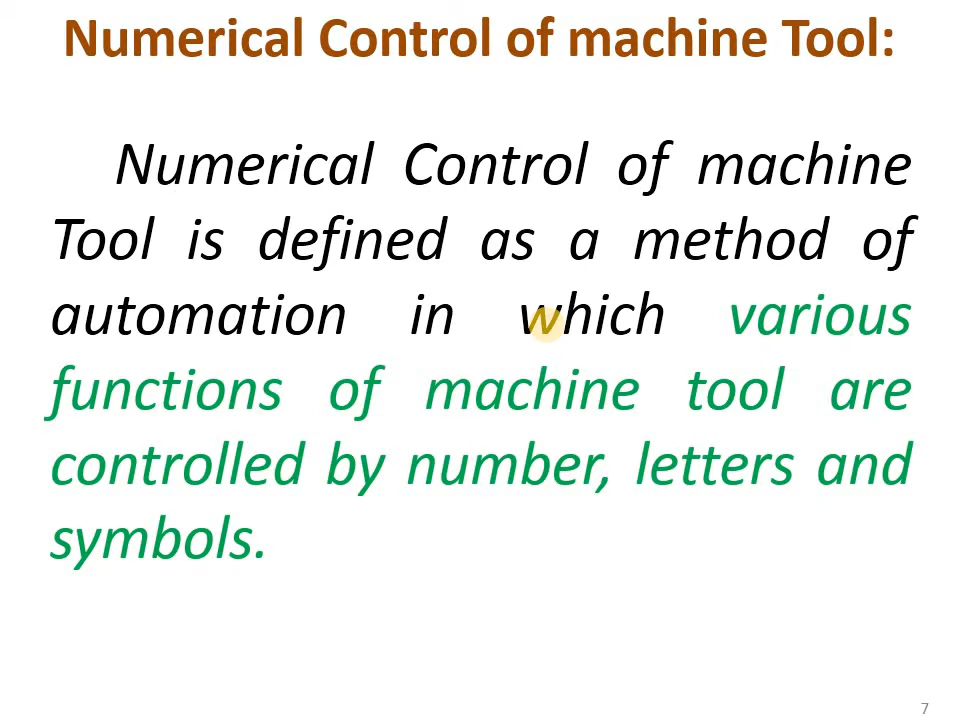 Numerical Control of machine Tool:
Numerical Control of machine
Tool is defined as a method of
automation in which various
functions of machine tool are
controlled by number, letters and
symbols.
7